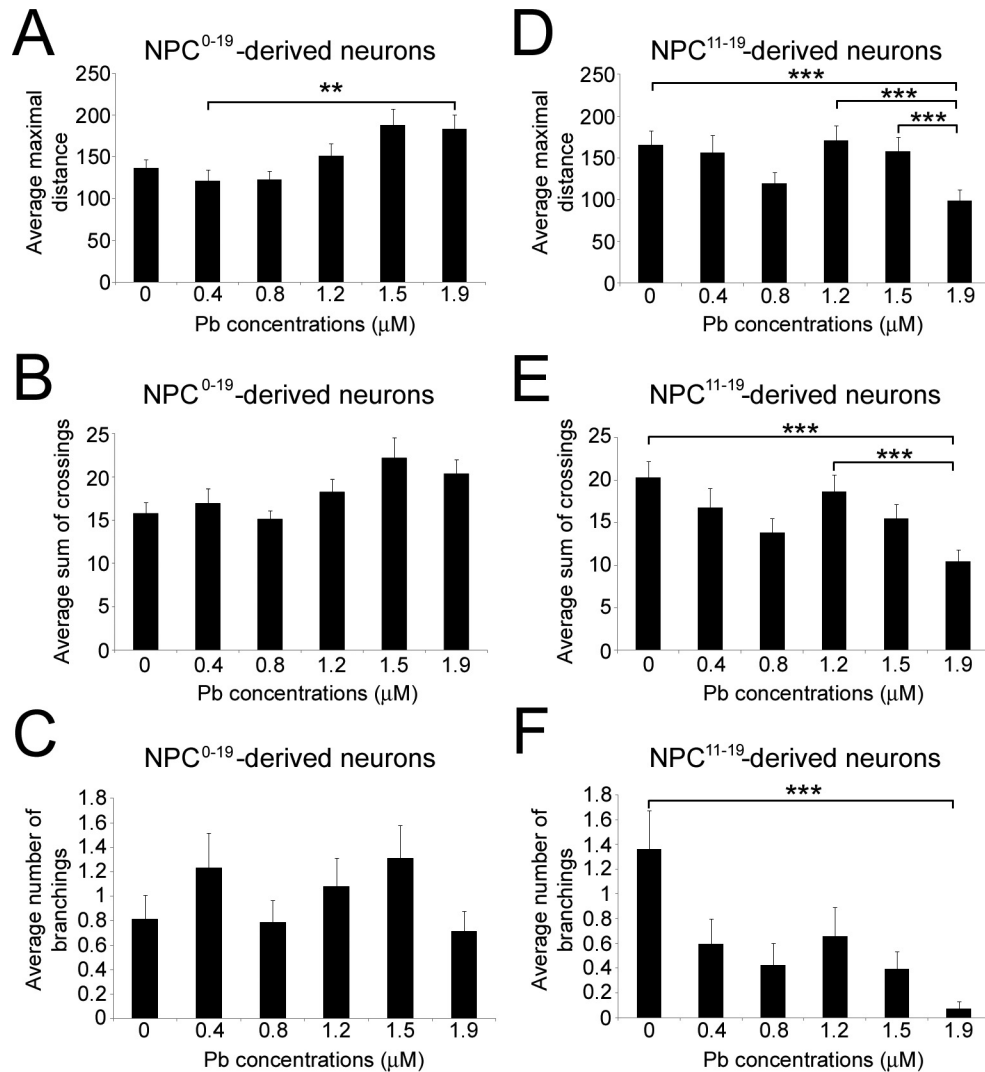 A
NPC0-19-derived neurons
**
Average maximal
distance
250
200
150
100
50
0
0 0.4 0.8 1.2 1.5 1.9
Pb concentrations (μM)
B
NPC0-19-derived neurons
Average sum of crossings
25
20
15
10
5
0
0 0.4 0.8 1.2 1.5 1.9
Pb concentrations (μM)
C
NPC0-19-derived neurons
Average number of
branchings
1.8
1.6
1.4
1.2
1
0.8
0.6
0.4
0.2
0
0 0.4 0.8 1.2 1.5 1.9
Pb concentrations (μM)
D
NPC11-19-derived neurons
***
***
***
Average maximal
distance
250
200
150
100
50
0
0 0.4 0.8 1.2 1.5 1.9
Pb concentrations (μM)
E
NPC11-19-derived neurons
***
***
Average sum of crossings
25
20
15
10
5
0
0 0.4 0.8 1.2 1.5 1.9
Pb concentrations (μM)
F
NPC11-19-derived neurons
***
Average number of
branchings
1.8
1.6
1.4
1.2
1
0.8
0.6
0.4
0.2
0
0 0.4 0.8 1.2 1.5 1.9
Pb concentrations (μM)